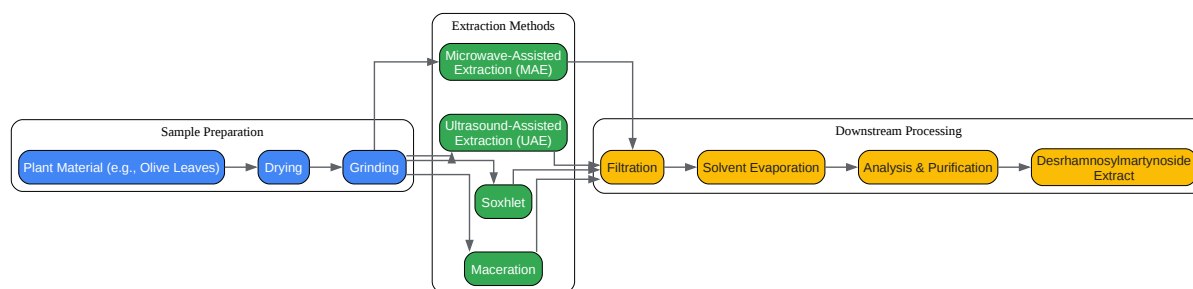 Extraction Methods
Microwave-Assisted
Extraction (MAE)
Ultrasound-Assisted
Extraction (UAE)
Soxhlet
Maceration
Sample Preparation
Plant Material (e.g., Olive Leaves)
Drying
Grinding
Downstream Processing
Filtration
Solvent Evaporation
Analysis & Purification
Desrhamnosylmartynoside
Extract